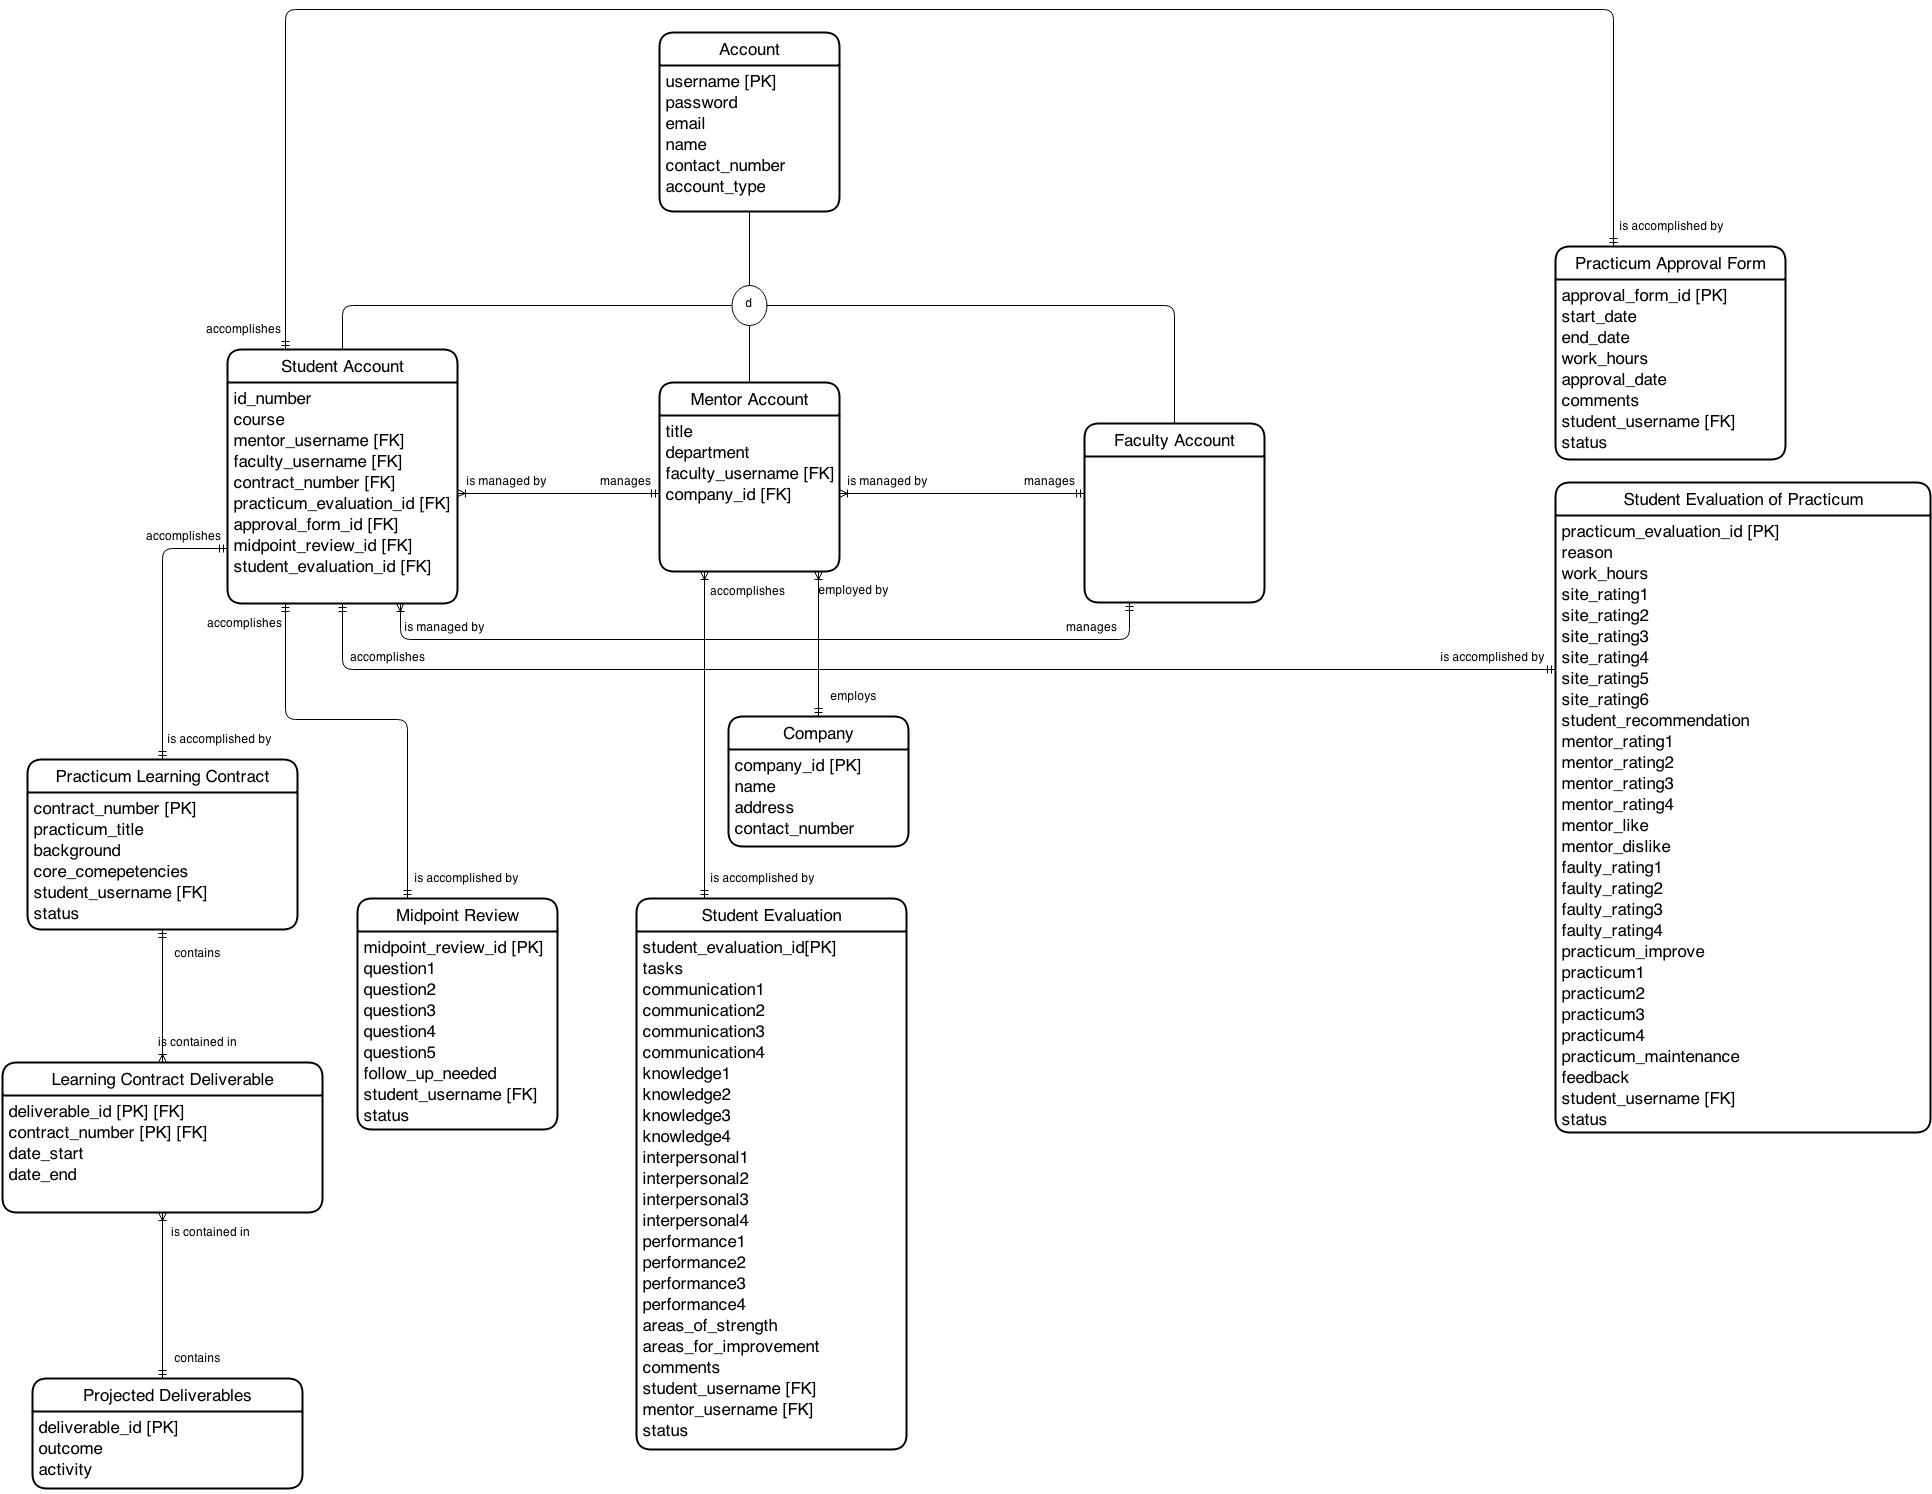 Account
username [PK]
password
email
name
contact_number
account_type
d
is accomplished by
Practicum Approval Form
approval_form_id [PK]
start_date
end_date
work_hours
approval_date
comments
student_username [FK]
status
accomplishes
Student Account
id_number
course
mentor_username [FK]
faculty_username [FK]
contract_number [FK]
practicum_evaluation_id [FK]
approval_form_id [FK]
midpoint_review_id [FK]
student_evaluation_id [FK]
is managed by
manages
Mentor Account
title
department
faculty_username [FK]
company_id [FK]
is managed by
manages
Faculty Account
Student Evaluation of Practicum
practicum_evaluation_id [PK]
reason
work_hours
site_rating1
site_rating2
site_rating3
site_rating4
site_rating5
site_rating6
student_recommendation
mentor_rating1
mentor_rating2
mentor_rating3
mentor_rating4
mentor_like
mentor_dislike
faulty_rating1
faulty_rating2
faulty_rating3
faulty_rating4
practicum_improve
practicum1
practicum2
practicum3
practicum4
practicum_maintenance
feedback
student_username [FK]
status
accomplishes
accomplishes
is managed by
manages
accomplishes
is accomplished by
accomplishes
employed by
employs
Company
company_id [PK]
name
address
contact_number
is accomplished by
Practicum Learning Contract
contract_number [PK]
practicum_title
background
core_comepetencies
student_username [FK]
status
is accomplished by
Midpoint Review
midpoint_review_id [PK]
question1
question2
question3
question4
question5
follow_up_needed
student_username [FK]
status
is accomplished by
Student Evaluation
student_evaluation_id[PK]
tasks
communication1
communication2
communication3
communication4
knowledge1
knowledge2
knowledge3
knowledge4
interpersonal1
interpersonal2
interpersonal3
interpersonal4
performance1
performance2
performance3
performance4
areas_of_strength
areas_for_improvement
comments
student_username [FK]
mentor_username [FK]
status
contains
is contained in
Learning Contract Deliverable
deliverable_id [PK] [FK]
contract_number [PK] [FK]
date_start
date_end
is contained in
contains
Projected Deliverables
deliverable_id [PK]
outcome
activity